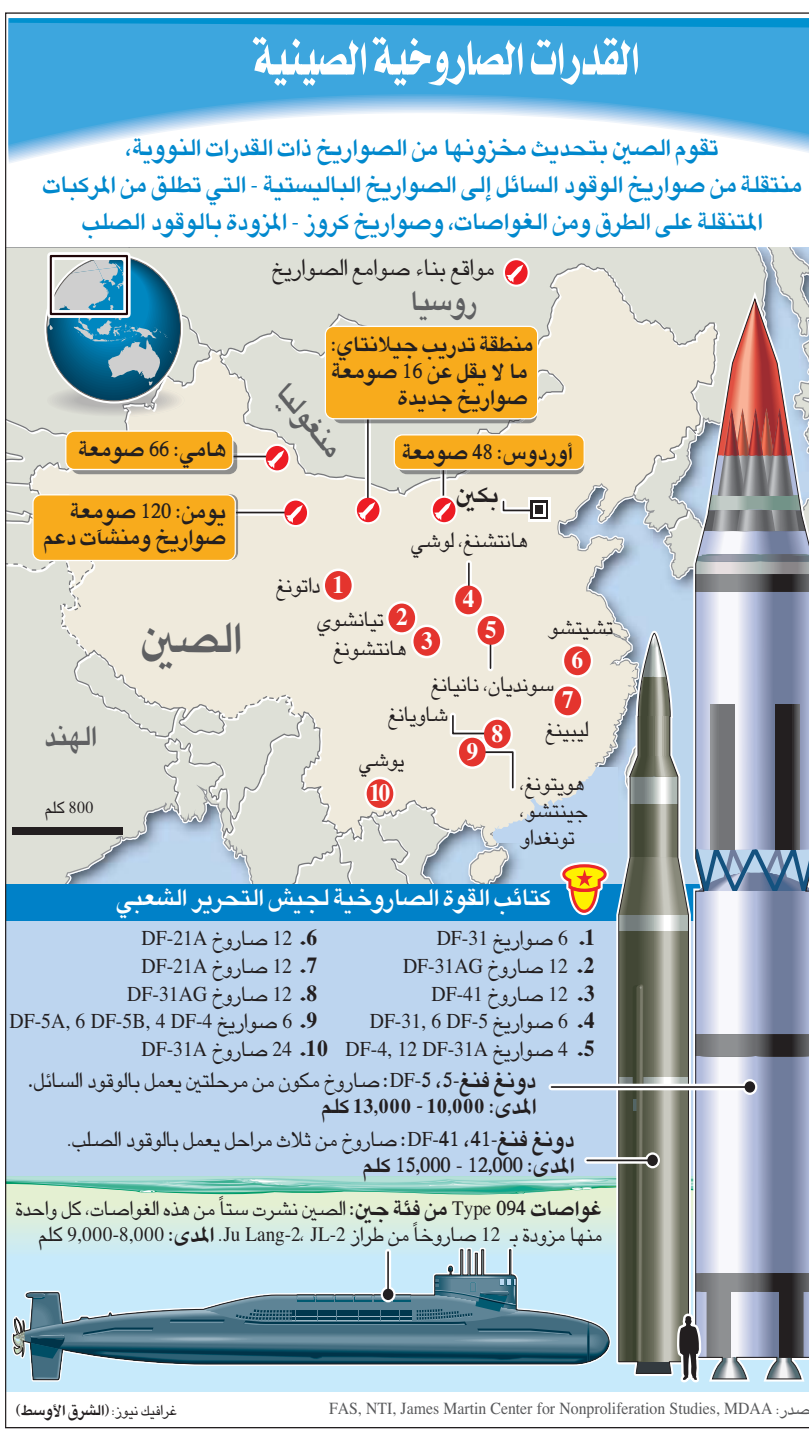 القدرات الصاروخية الصينية
تقوم الصين بتحديث مخزونها من الصواريخ ذات القدرات النووية،
منتقلة من صواريخ الوقود السائل إلى الصواريخ الباليستية - التي تطلق من المركبات
المتنقلة على الطرق ومن الغواصات، وصواريخ كروز - المزودة بالوقود الصلب
مواقع بناء صوامع الصواريخ
روسيا
منطقة تدريب جيلانتاي:
ما لا يقل عن 16 صومعة
صواريخ جديدة
منغوليا
هامي: 66 صومعة
أوردوس: 48 صومعة
بكين
يومن: 120 صومعة
صواريخ ومنشآت دعم
هانتشنغ، لوشي
4
1 داتونغ
2 تيانشوي
3 هانتشونغ
5
سونديان، نانيانغ
تشيتشو
6
7
ليبينغ
الصين
الهند
شاويانغ
8
9
هويتونغ،
جينتشو،
تونغداو
يوشي
10
800 كلم
كتائب القوة الصاروخية لجيش التحرير الشعبي
1. 6 صواريخ DF-31
2. 12 صاروخ DF-31AG
3. 12 صاروخ DF-41
4. 6 صواريخ DF-31, 6 DF-5
5. 4 صواريخ DF-4, 12 DF-31A
6. 12 صاروخ DF-21A
7. 12 صاروخ DF-21A
8. 12 صاروخ DF-31AG
9. 6 صواريخ DF-5A, 6 DF-5B, 4 DF-4
10. 24 صاروخ DF-31A
دونغ فنغ-5، DF-5: صاروخ مكون من مرحلتين يعمل بالوقود السائل.
المدى: 10,000 - 13,000 كلم
دونغ فنغ-41، DF-41: صاروخ من ثلاث مراحل يعمل بالوقود الصلب.
المدى: 12,000 - 15,000 كلم
غواصات Type 094 من فئة جين: الصين نشرت ستاً من هذه الغواصات، كل واحدة
منها مزودة بـ 12 صاروخاً من طراز Ju Lang-2، JL-2. المدى: 8,000-9,000 كلم
صدر: FAS, NTI, James Martin Center for Nonproliferation Studies, MDAA
غرافيك نيوز: (الشرق الأوسط)